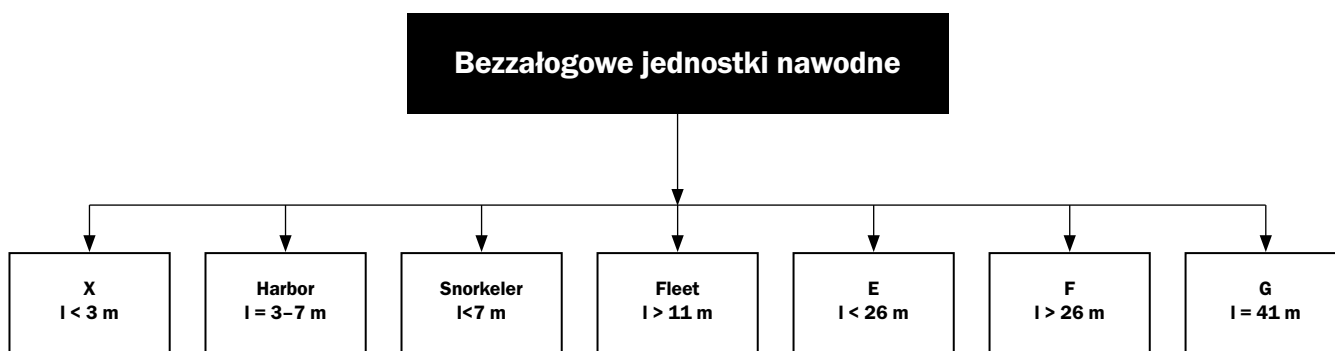 Bezzałogowe jednostki nawodne
X
l < 3 m
Harbor
l = 3–7 m
Snorkeler
l<7 m
Fleet
l > 11 m
E
l < 26 m
F
l > 26 m
G
l = 41 m